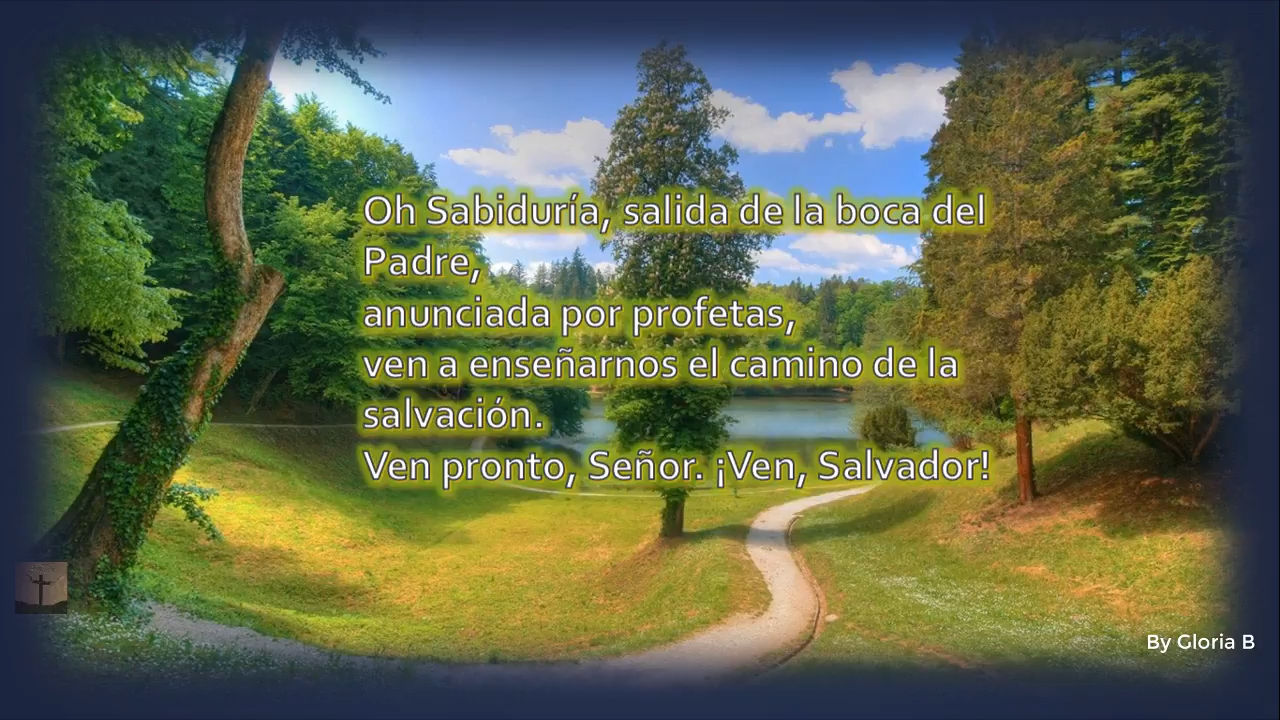 Oh Sabiduría, salida de la boca del
Padre,
anunciada por profetas,
ven a enseñarnos el camino de la
salvación.
Ven pronto, Señor. ¡Ven, Salvador!
By Gloria B